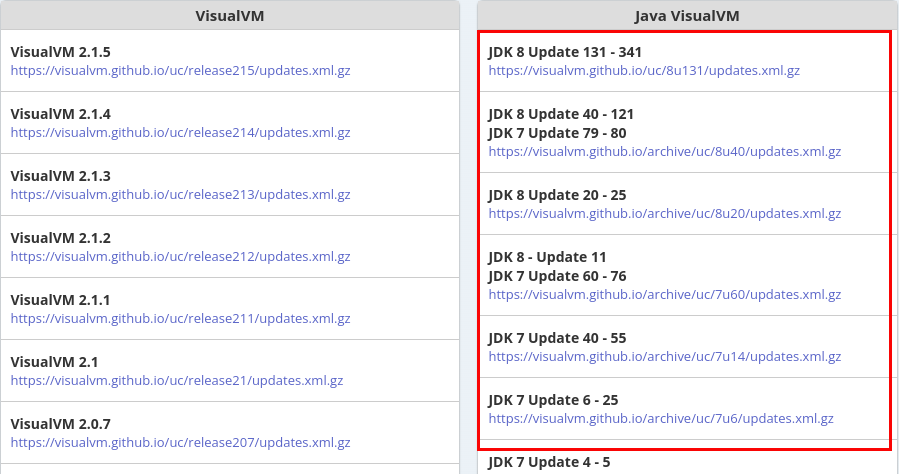 VisualVM
VisualVM 2.1.5
https://visualvm.github.io/uc/release215/updates.xml.gz
VisualVM 2.1.4
https://visualvm.github.io/uc/release214/updates.xml.gz
VisualVM 2.1.3
https://visualvm.github.io/uc/release213/updates.xml.gz
VisualVM 2.1.2
https://visualvm.github.io/uc/release212/updates.xml.gz
VisualVM 2.1.1
https://visualvm.github.io/uc/release211/updates.xml.gz
VisualVM 2.1
https://visualvm.github.io/uc/release21/updates.xml.gz
VisualVM 2.0.7
https://visualvm.github.io/uc/release207/updates.xml.gz
Java VisualVM
JDK 8 Update 131 - 341
https://visualvm.github.io/uc/8u131/updates.xml.gz
JDK 8 Update 40 - 121
JDK 7 Update 79 - 80
https://visualvm.github.io/archive/uc/8u40/updates.xml.gz
JDK 8 Update 20 - 25
https://visualvm.github.io/archive/uc/8u20/updates.xml.gz
JDK 8 - Update 11
JDK 7 Update 60 - 76
https://visualvm.github.io/archive/uc/7u60/updates.xml.gz
JDK 7 Update 40 - 55
https://visualvm.github.io/archive/uc/7u14/updates.xml.gz
JDK 7 Update 6 - 25
https://visualvm.github.io/archive/uc/7u6/updates.xml.gz
JDK 7 Update 4 - 5